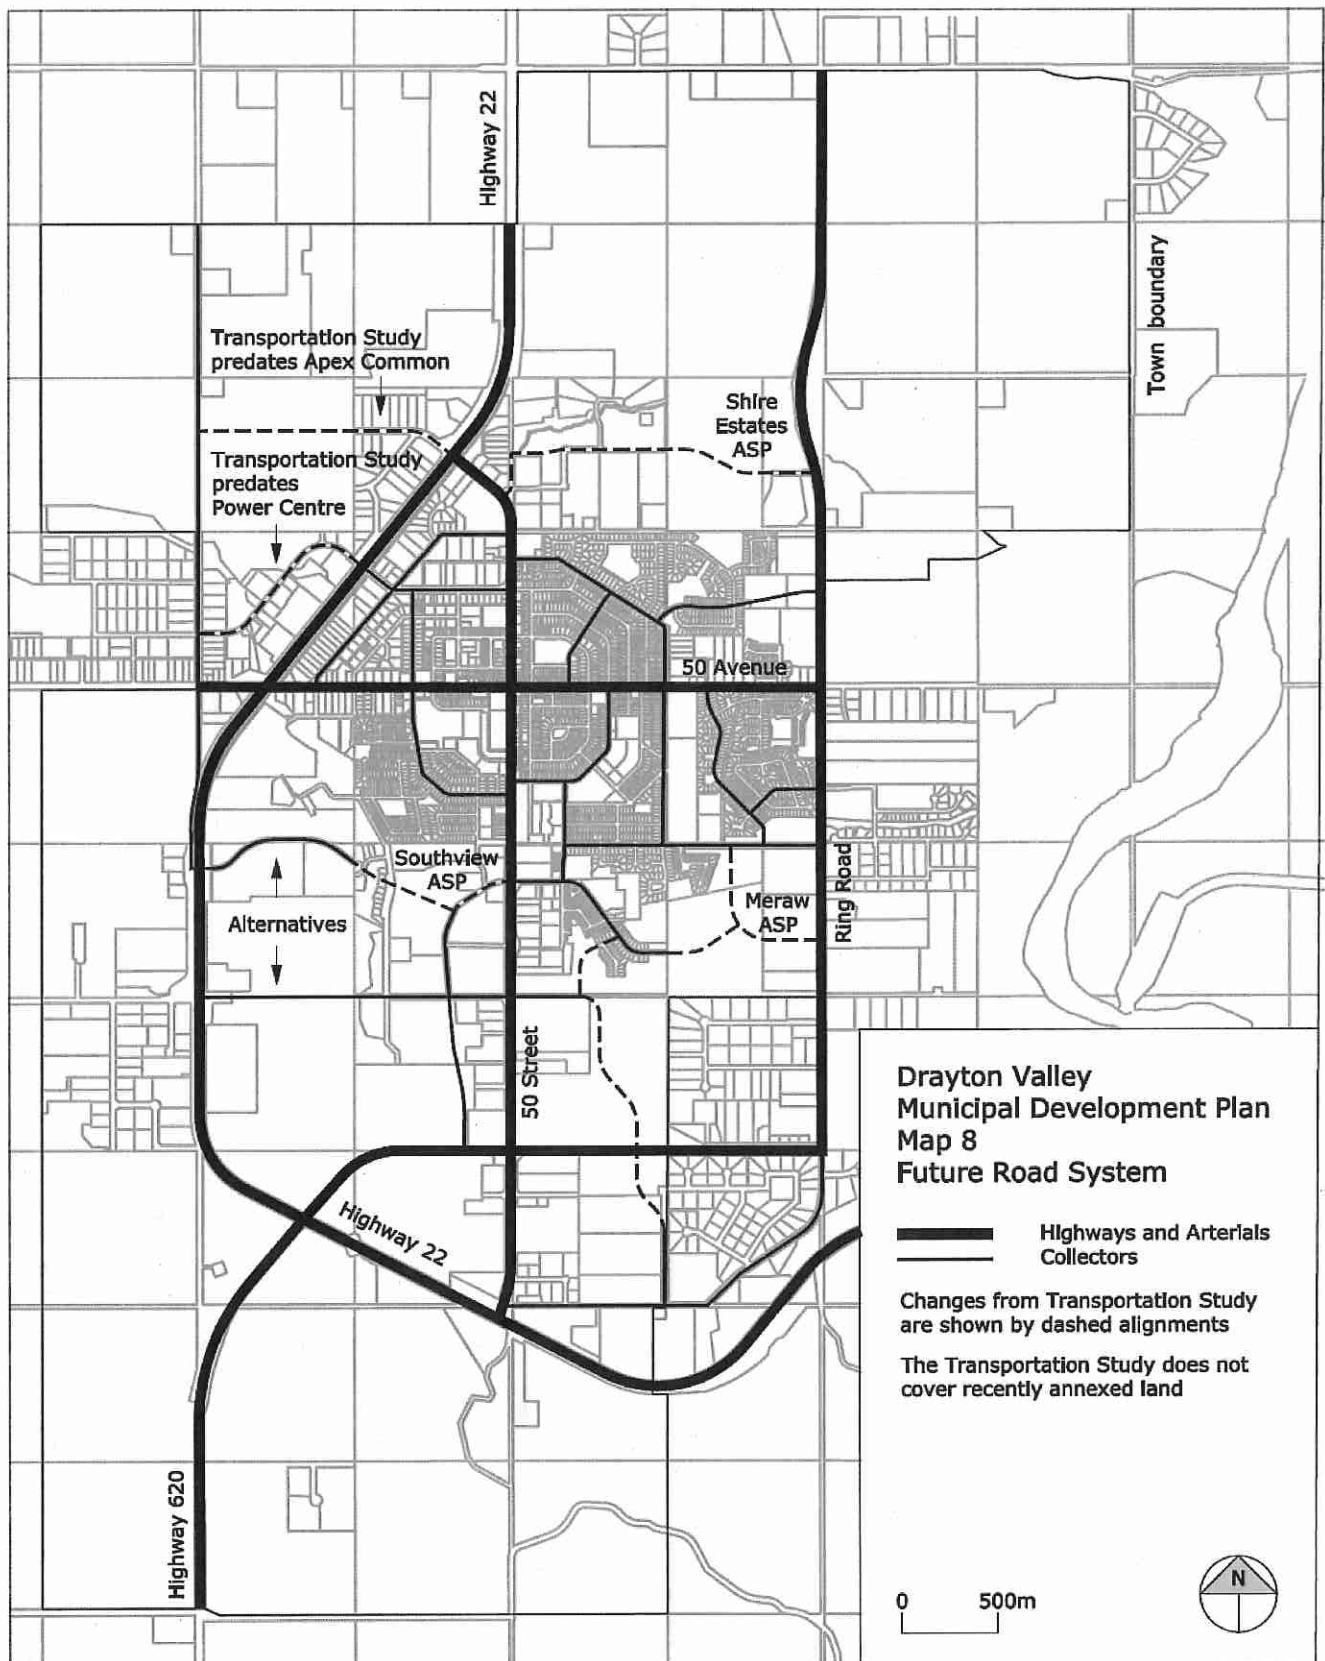 Highway 22
Town boundary
Transportation Study
predates Apex Common
Shire
Estates
ASP
Transportation Study
predates
Power Centre
50 Avenue
Southview
ASP
Alternatives
Meraw
ASP
Ring Road
50 Street
Highway 22
Highway 620
Drayton Valley
Municipal Development Plan
Map 8
Future Road System
Highways and Arterials
Collectors
Changes from Transportation Study
are shown by dashed alignments
The Transportation Study does not
cover recently annexed land
0 500m
N